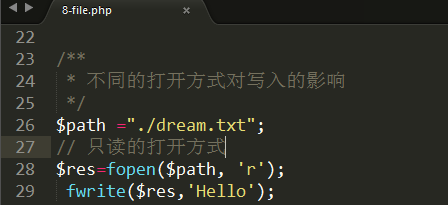 8-file.php ×
22
23 /**
24 * 不同的打开方式对写入的影响
25 */
26 $path ="./dream.txt";
27 // 只读的打开方式
28 $res=fopen($path, 'r');
29 fwrite($res,'Hello');